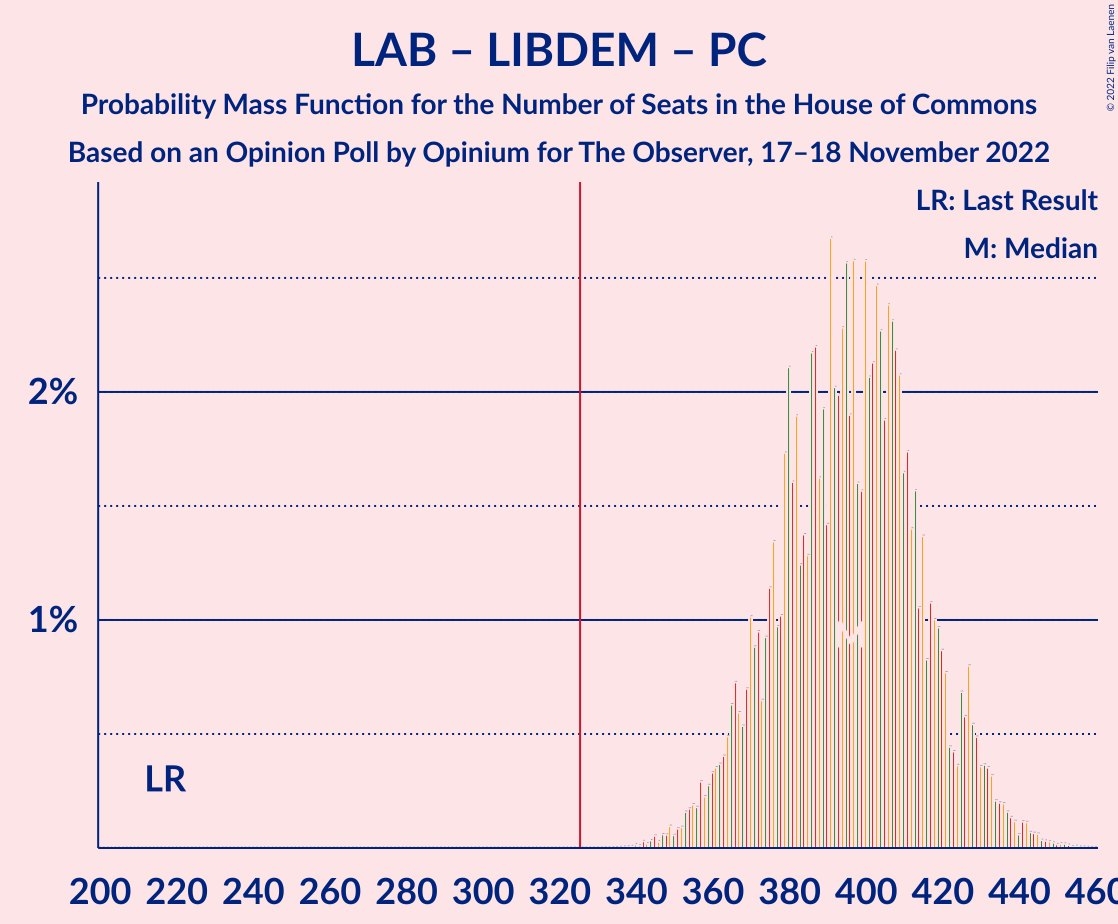 LAB – LIBDEM – PC
Probability Mass Function for the Number of Seats in the House of Commons
Based on an Opinion Poll by Opinium for The Observer, 17–18 November 2022
© 2022 Filip van Laenen
LR: Last Result
M: Median
2%
1%
LR
200 220 240 260 280 300 320 340 360 380 400 420 440 460